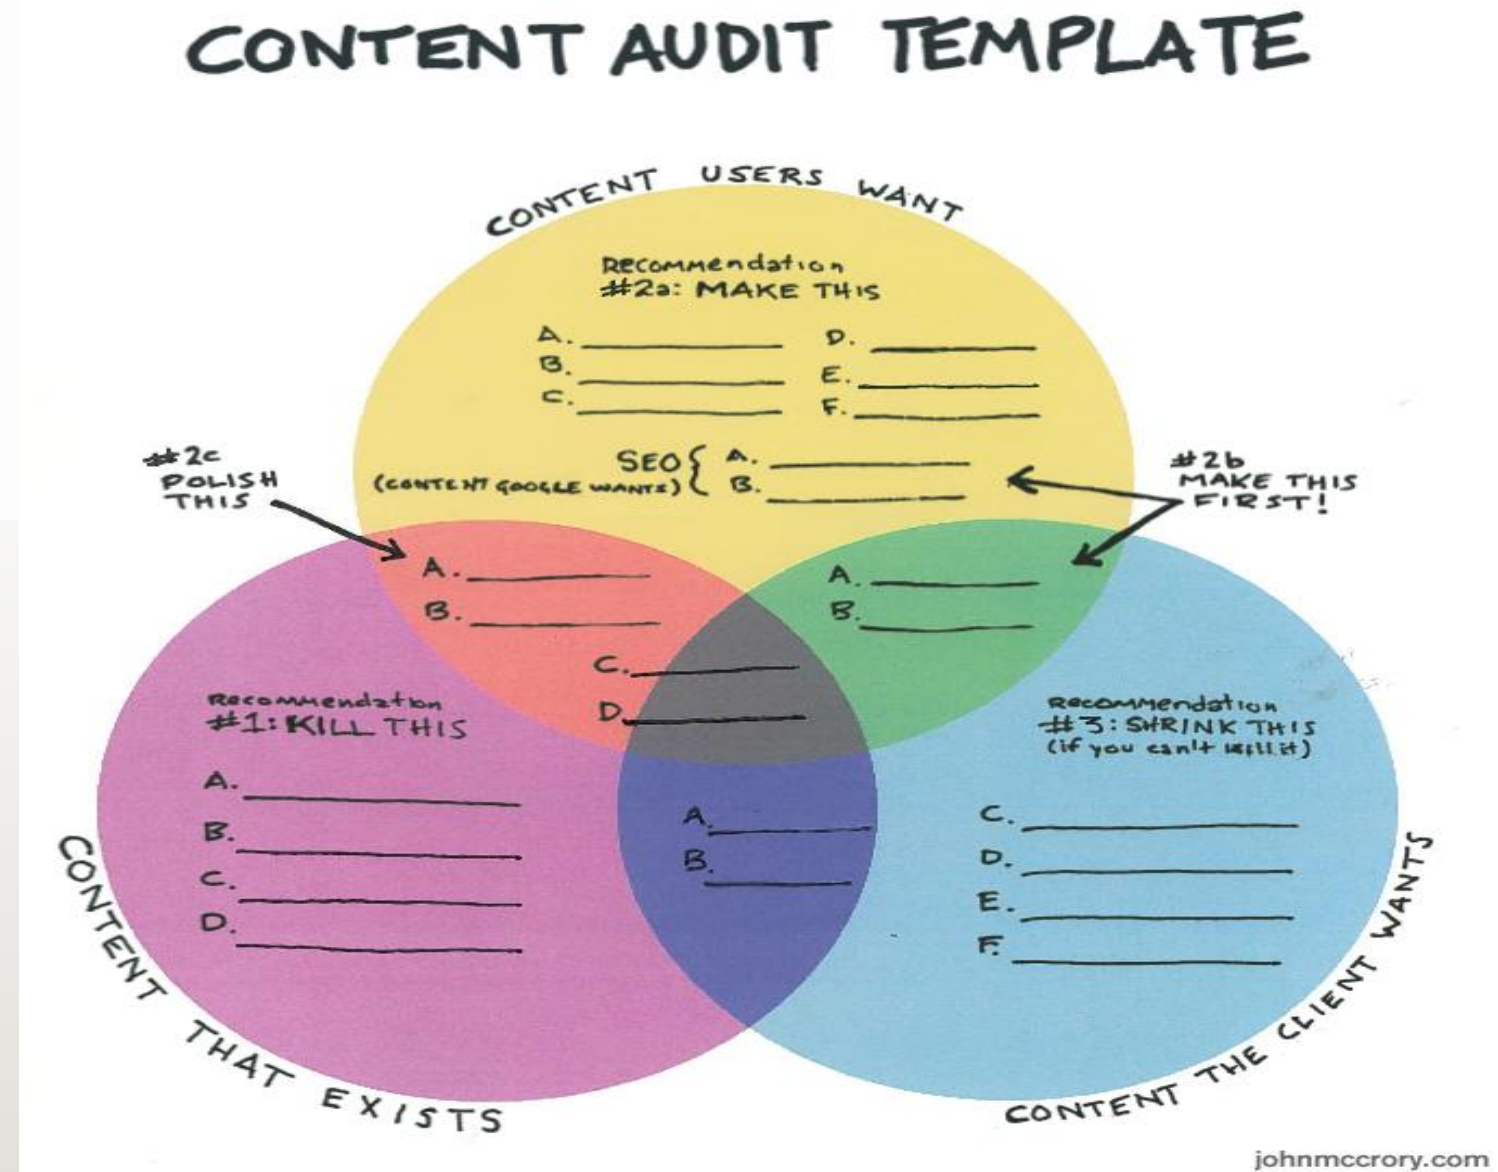 CONTENT AUDIT TEMPLATE
CONTENT USERS WANT
Recommendation
#2a: MAKE THIS
A.
B.
C.
D.
E.
F.
SEO { A.
(CONTENT GOOGLE WANTS) B.
#2c
POLISH
THIS
#2b
MAKE THIS
FIRST!
A.
B.
C.
D.
A.
B.
Recommendation
#1: KILL THIS
A.
B.
C.
D.
A.
B.
Recommendation
#3: SHRINK THIS
(if you can't kill it)
C.
D.
E.
F.
CONTENT THAT EXISTS
CONTENT THE CLIENT WANTS
johnmccrory.com